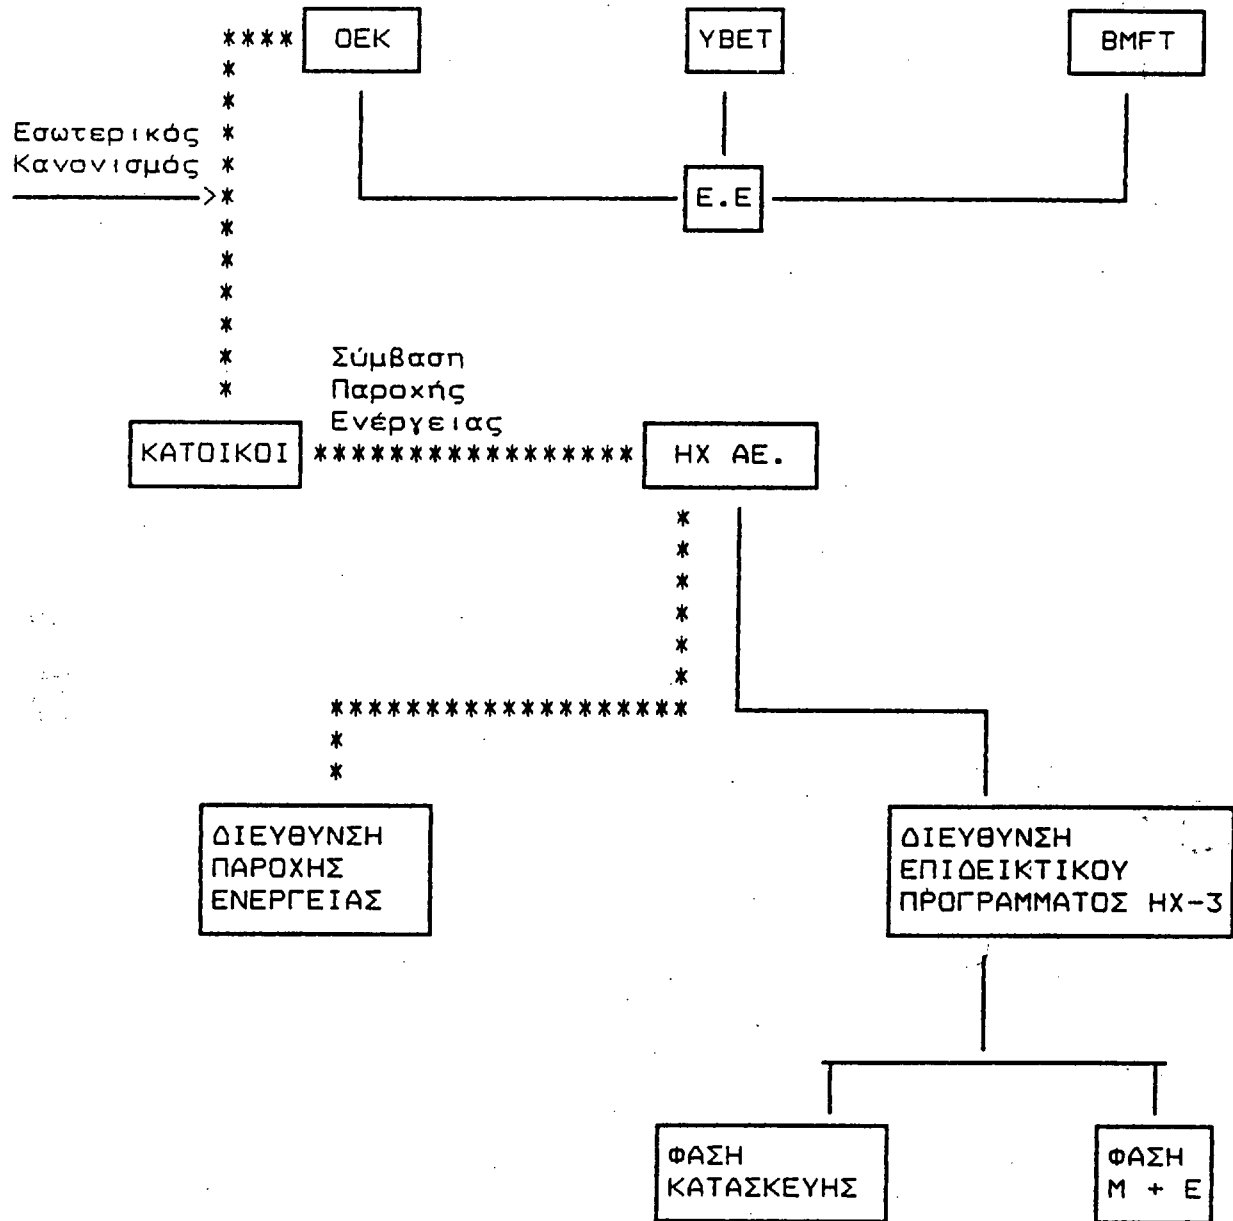 ΟΕΚ
ΥΒΕΤ
BMFT
Εσωτερικός
Κανονισμός
Ε.Ε
Σύμβαση
Παροχής
Ενέργειας
ΚΑΤΟΙΚΟΙ
ΗΧ ΑΕ.
ΔΙΕΥΘΥΝΣΗ
ΠΑΡΟΧΗΣ
ΕΝΕΡΓΕΙΑΣ
ΔΙΕΥΘΥΝΣΗ
ΕΠΙΔΕΙΚΤΙΚΟΥ
ΠΡΟΓΡΑΜΜΑΤΟΣ ΗΧ-3
ΦΑΣΗ
ΚΑΤΑΣΚΕΥΗΣ
ΦΑΣΗ
Μ + Ε